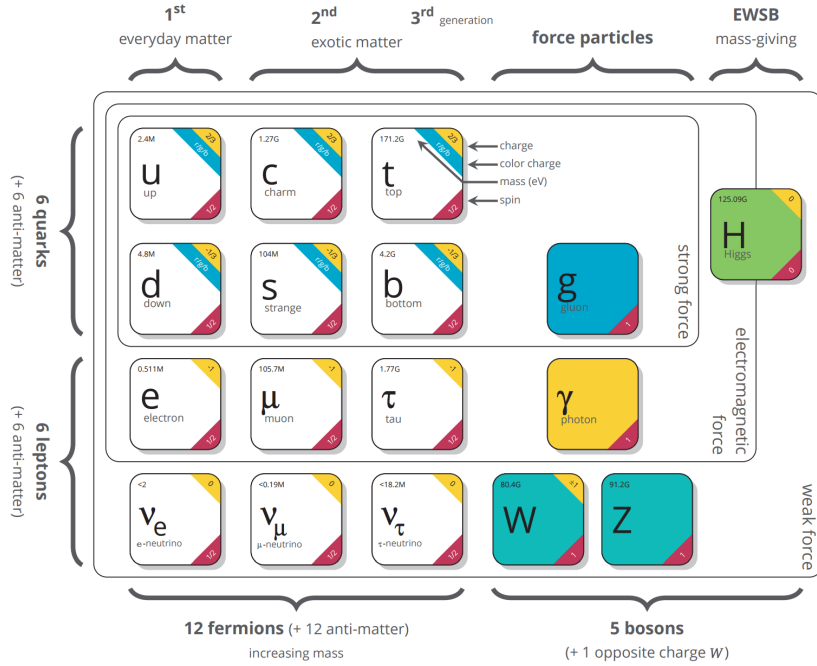 1st
everyday matter
2nd
exotic matter
3rd generation
force particles
EWSB
mass-giving
6 quarks
(+ 6 anti-matter)
2.4M
2/3
r/g/b
u
up
1/2
1.27G
2/3
r/g/b
c
charm
1/2
171.2G
2/3
r/g/b
t
top
1/2
charge
color charge
mass (eV)
spin
125.09G
0
H
Higgs
0
4.8M
-1/3
r/g/b
d
down
1/2
104M
-1/3
r/g/b
s
strange
1/2
4.2G
-1/3
r/g/b
b
bottom
1/2
g
gluon
1
strong force
6 leptons
(+ 6 anti-matter)
0.511M
-1
e
electron
1/2
105.7M
-1
μ
muon
1/2
1.77G
-1
τ
tau
1/2
γ
photon
1
electromagnetic
force
<2
0
νe
e-neutrino
1/2
<0.19M
0
νμ
μ-neutrino
1/2
<18.2M
0
ντ
τ-neutrino
1/2
80.4G
±1
W
1
91.2G
Z
1
weak force
12 fermions (+ 12 anti-matter)
increasing mass
5 bosons
(+ 1 opposite charge W)